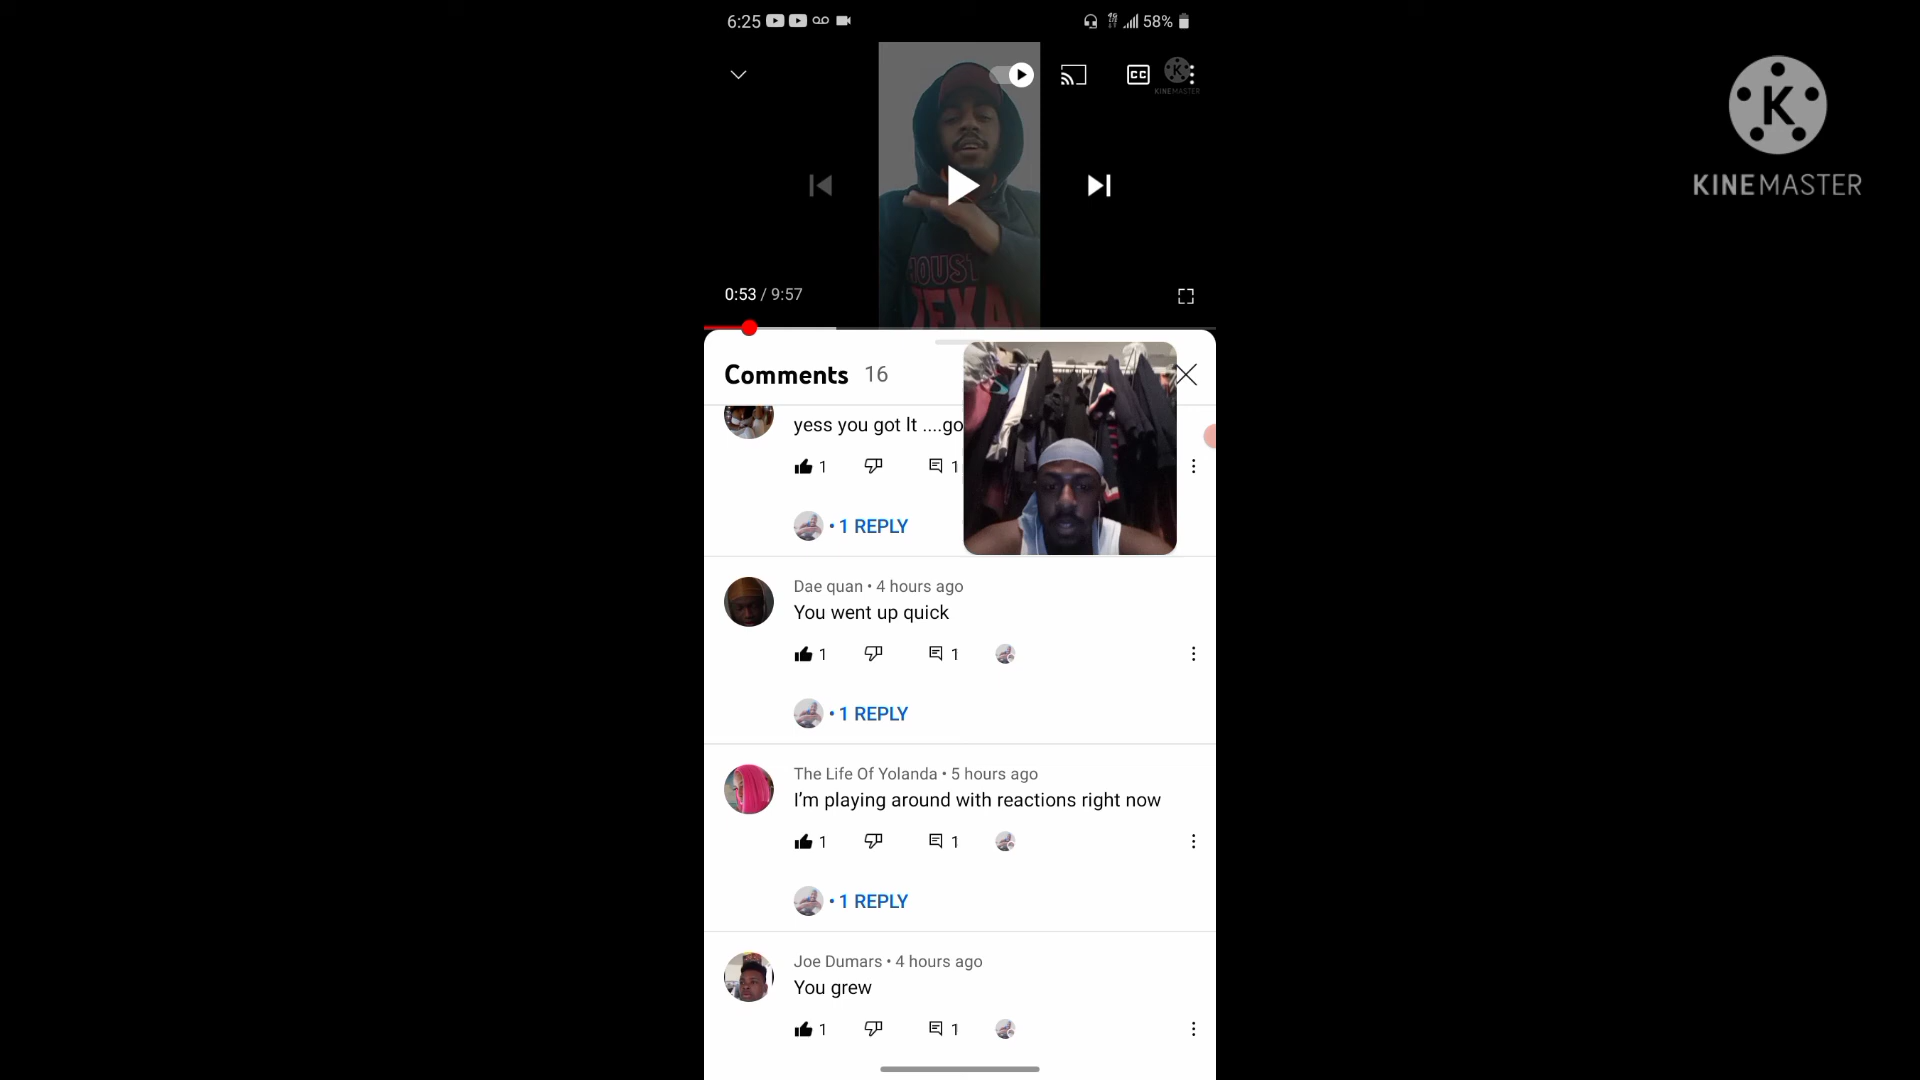 6:25
58%
CC
KINEMASTER
KINEMASTER
HOUST
TEXA
0:53 / 9:57
Comments 16
yess you got It ....go
1 1
• 1 REPLY
Dae quan • 4 hours ago
You went up quick
1 1
• 1 REPLY
The Life Of Yolanda • 5 hours ago
I'm playing around with reactions right now
1 1
• 1 REPLY
Joe Dumars • 4 hours ago
You grew
1 1